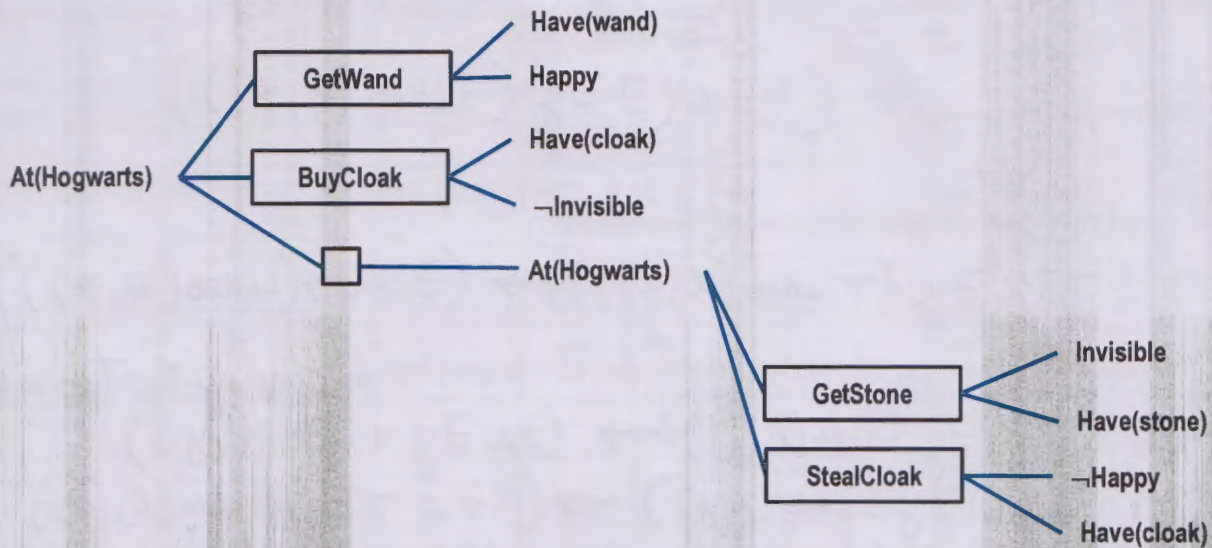 Have(wand)
GetWand
Happy
Have(cloak)
At(Hogwarts)
BuyCloak
¬Invisible
At(Hogwarts)
Invisible
GetStone
Have(stone)
StealCloak
¬Happy
Have(cloak)